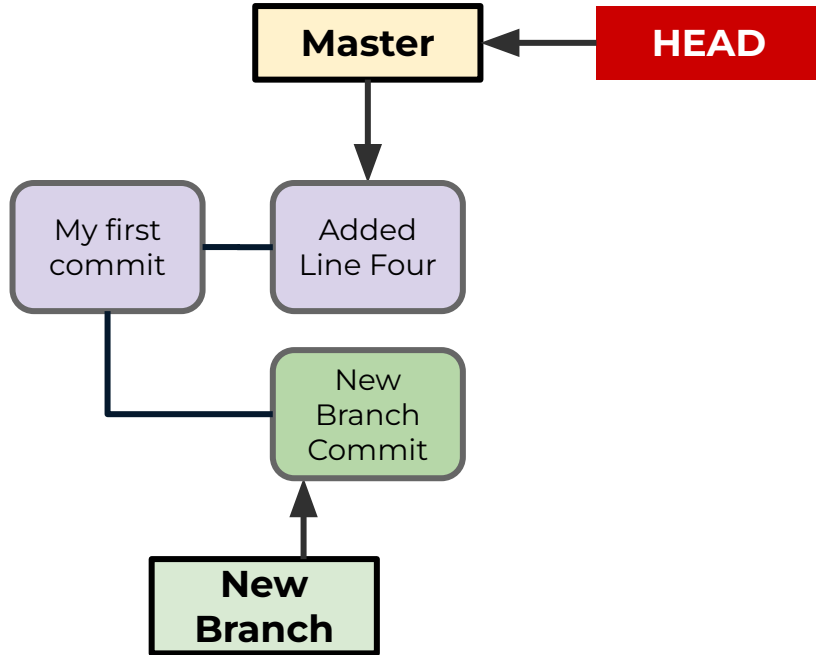 Master
HEAD
My first
commit
Added
Line Four
New
Branch
Commit
New
Branch